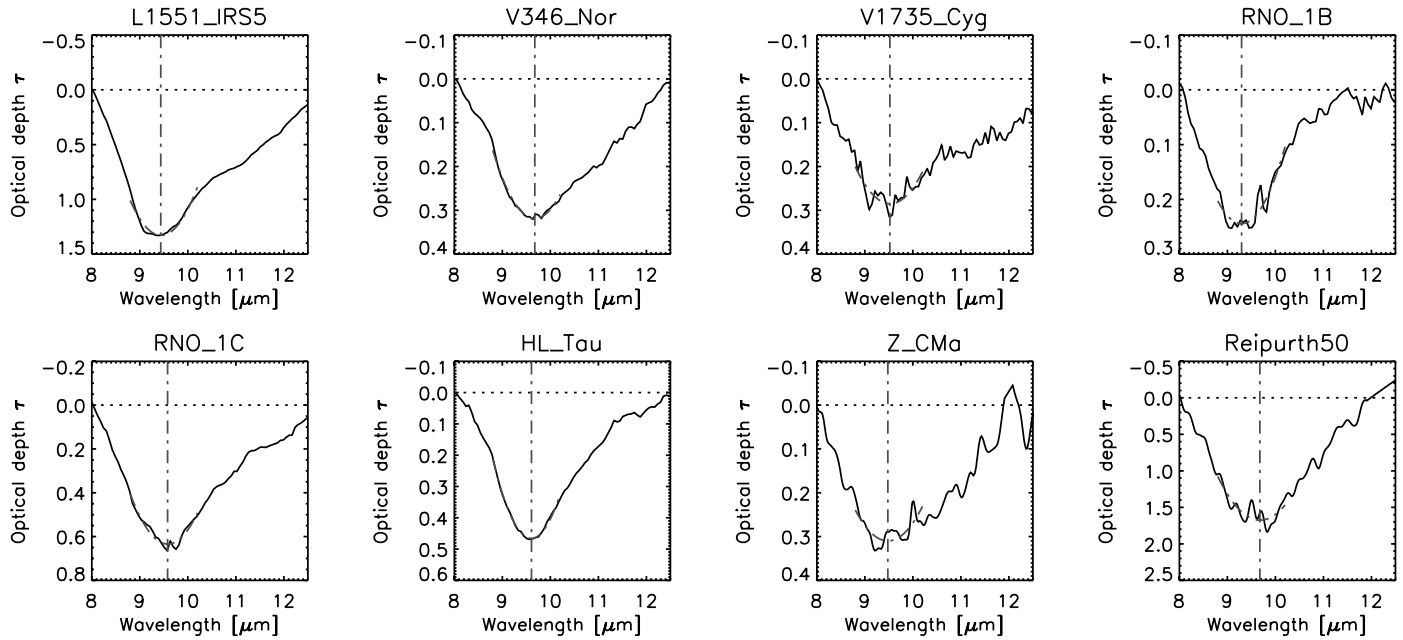 L1551_IRS5
V346_Nor
V1735_Cyg
RNO_1B
Optical depth τ
−0.5
0.0
0.5
1.0
1.5
8 9 10 11 12
Wavelength [μm]
Optical depth τ
−0.1
0.0
0.1
0.2
0.3
0.4
8 9 10 11 12
Wavelength [μm]
Optical depth τ
−0.1
0.0
0.1
0.2
0.3
0.4
8 9 10 11 12
Wavelength [μm]
Optical depth τ
−0.1
0.0
0.1
0.2
0.3
8 9 10 11 12
Wavelength [μm]
RNO_1C
HL_Tau
Z_CMa
Reipurth50
Optical depth τ
−0.2
0.0
0.2
0.4
0.6
0.8
8 9 10 11 12
Wavelength [μm]
Optical depth τ
−0.1
0.0
0.1
0.2
0.3
0.4
0.5
0.6
8 9 10 11 12
Wavelength [μm]
Optical depth τ
−0.1
0.0
0.1
0.2
0.3
0.4
8 9 10 11 12
Wavelength [μm]
Optical depth τ
−0.5
0.0
0.5
1.0
1.5
2.0
2.5
8 9 10 11 12
Wavelength [μm]